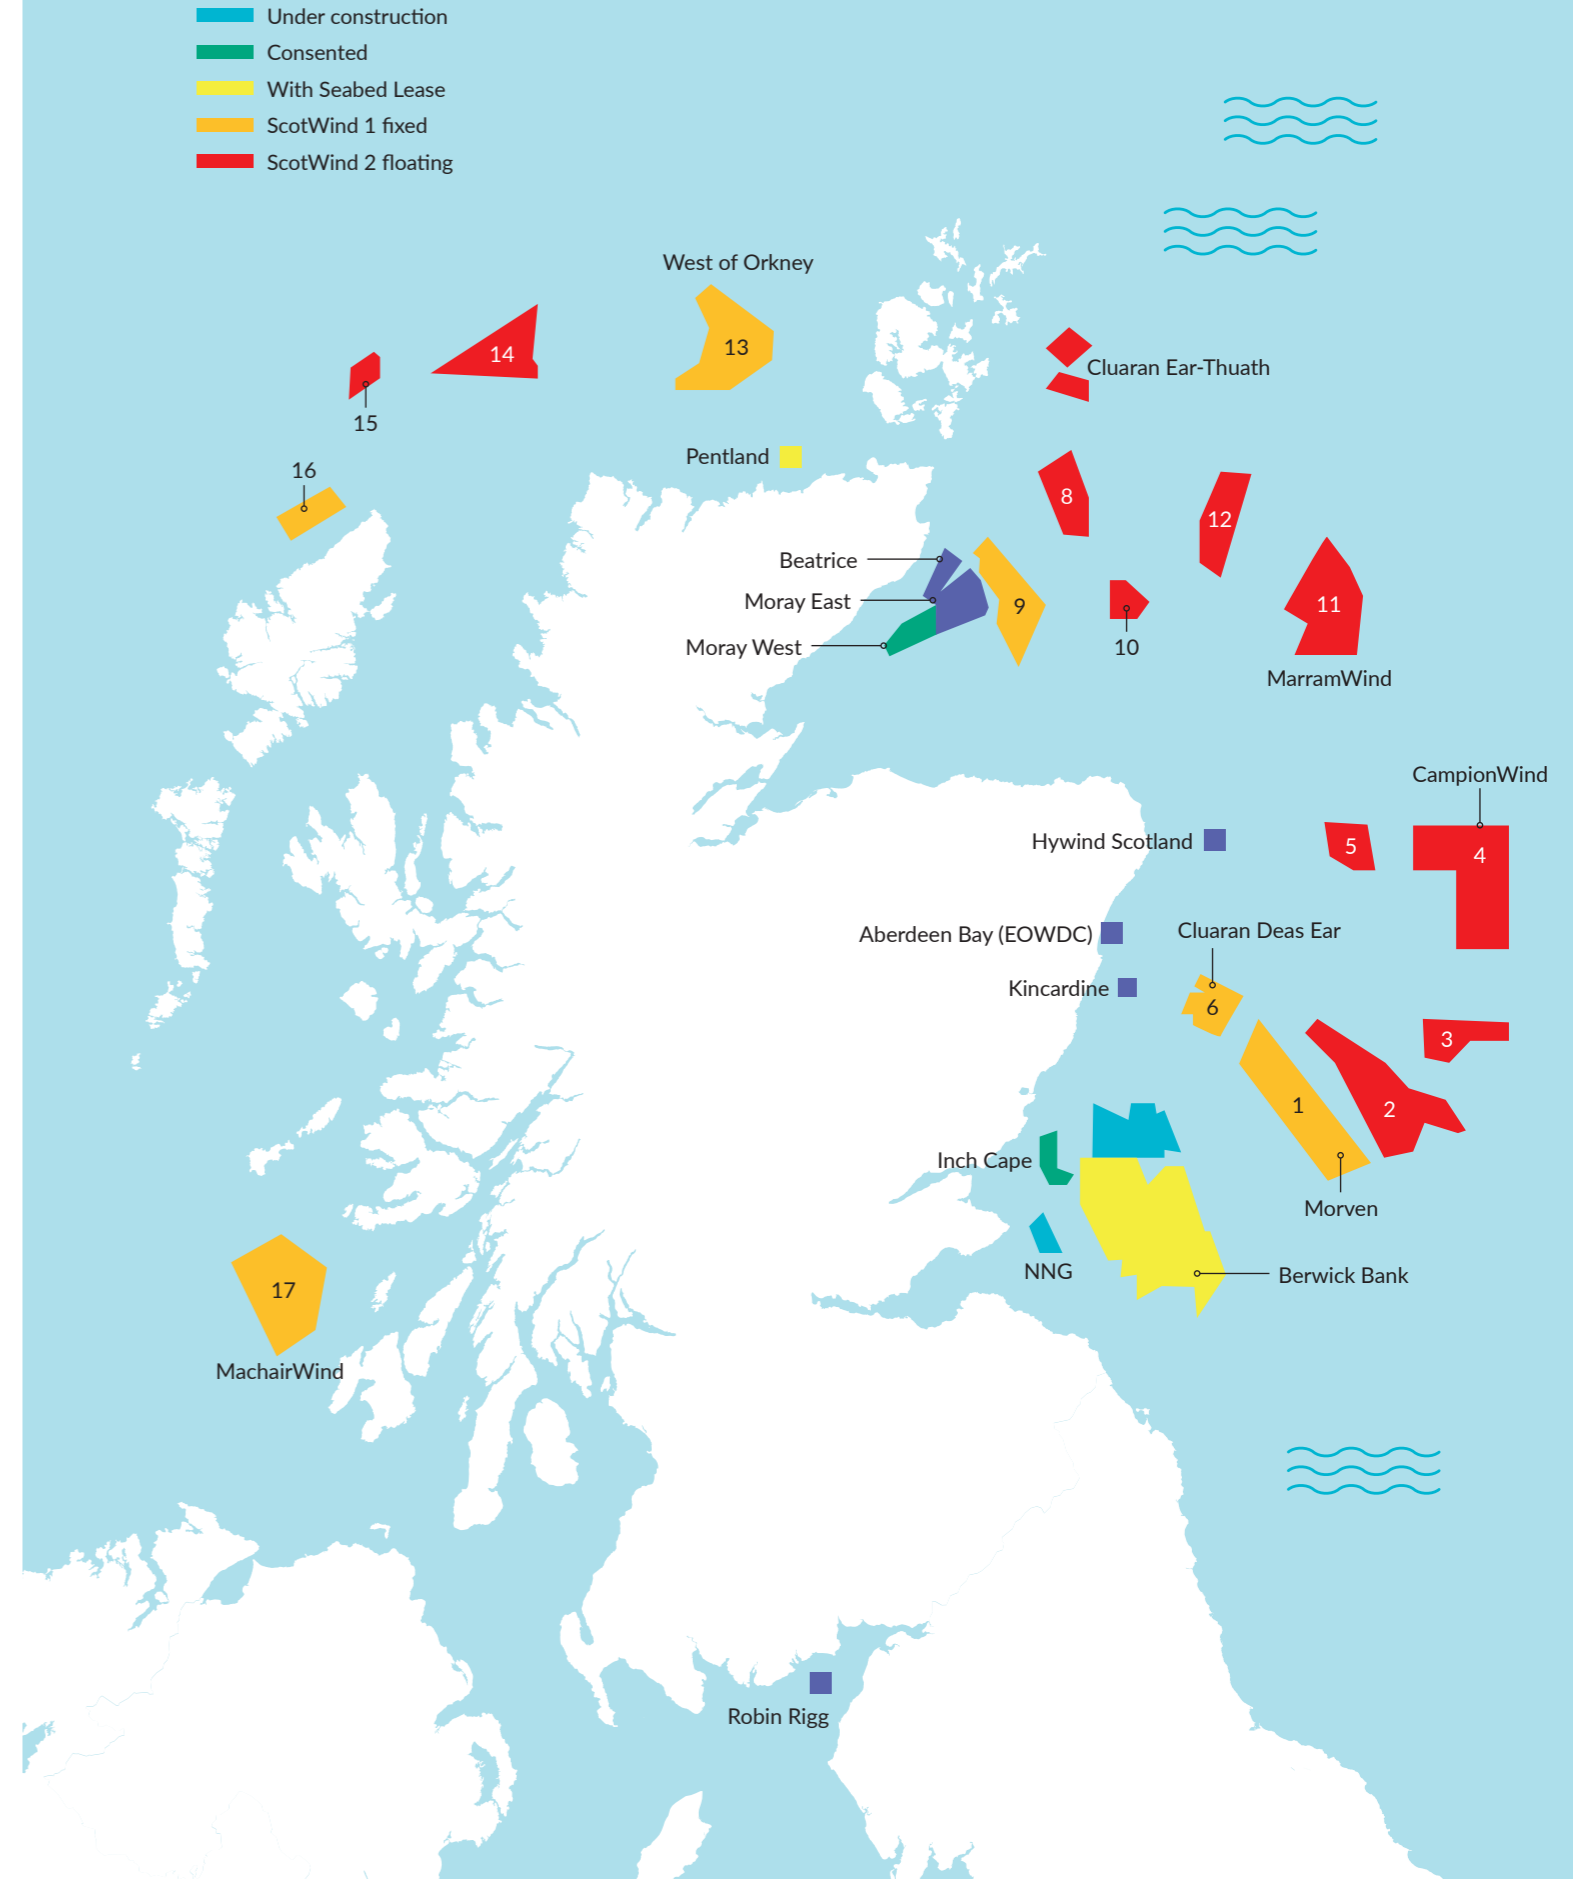 Under construction
Consented
With Seabed Lease
ScotWind 1 fixed
ScotWind 2 floating
West of Orkney
13
14
15
16
Cluaran Ear-Thuath
Pentland
8
12
Beatrice
Moray East
9
11
10
Moray West
MarramWind
CampionWind
Hywind Scotland
5
4
Aberdeen Bay (EOWDC)
Cluaran Deas Ear
Kincardine
6
3
1
2
Inch Cape
Morven
NNG
Berwick Bank
17
MachairWind
Robin Rigg